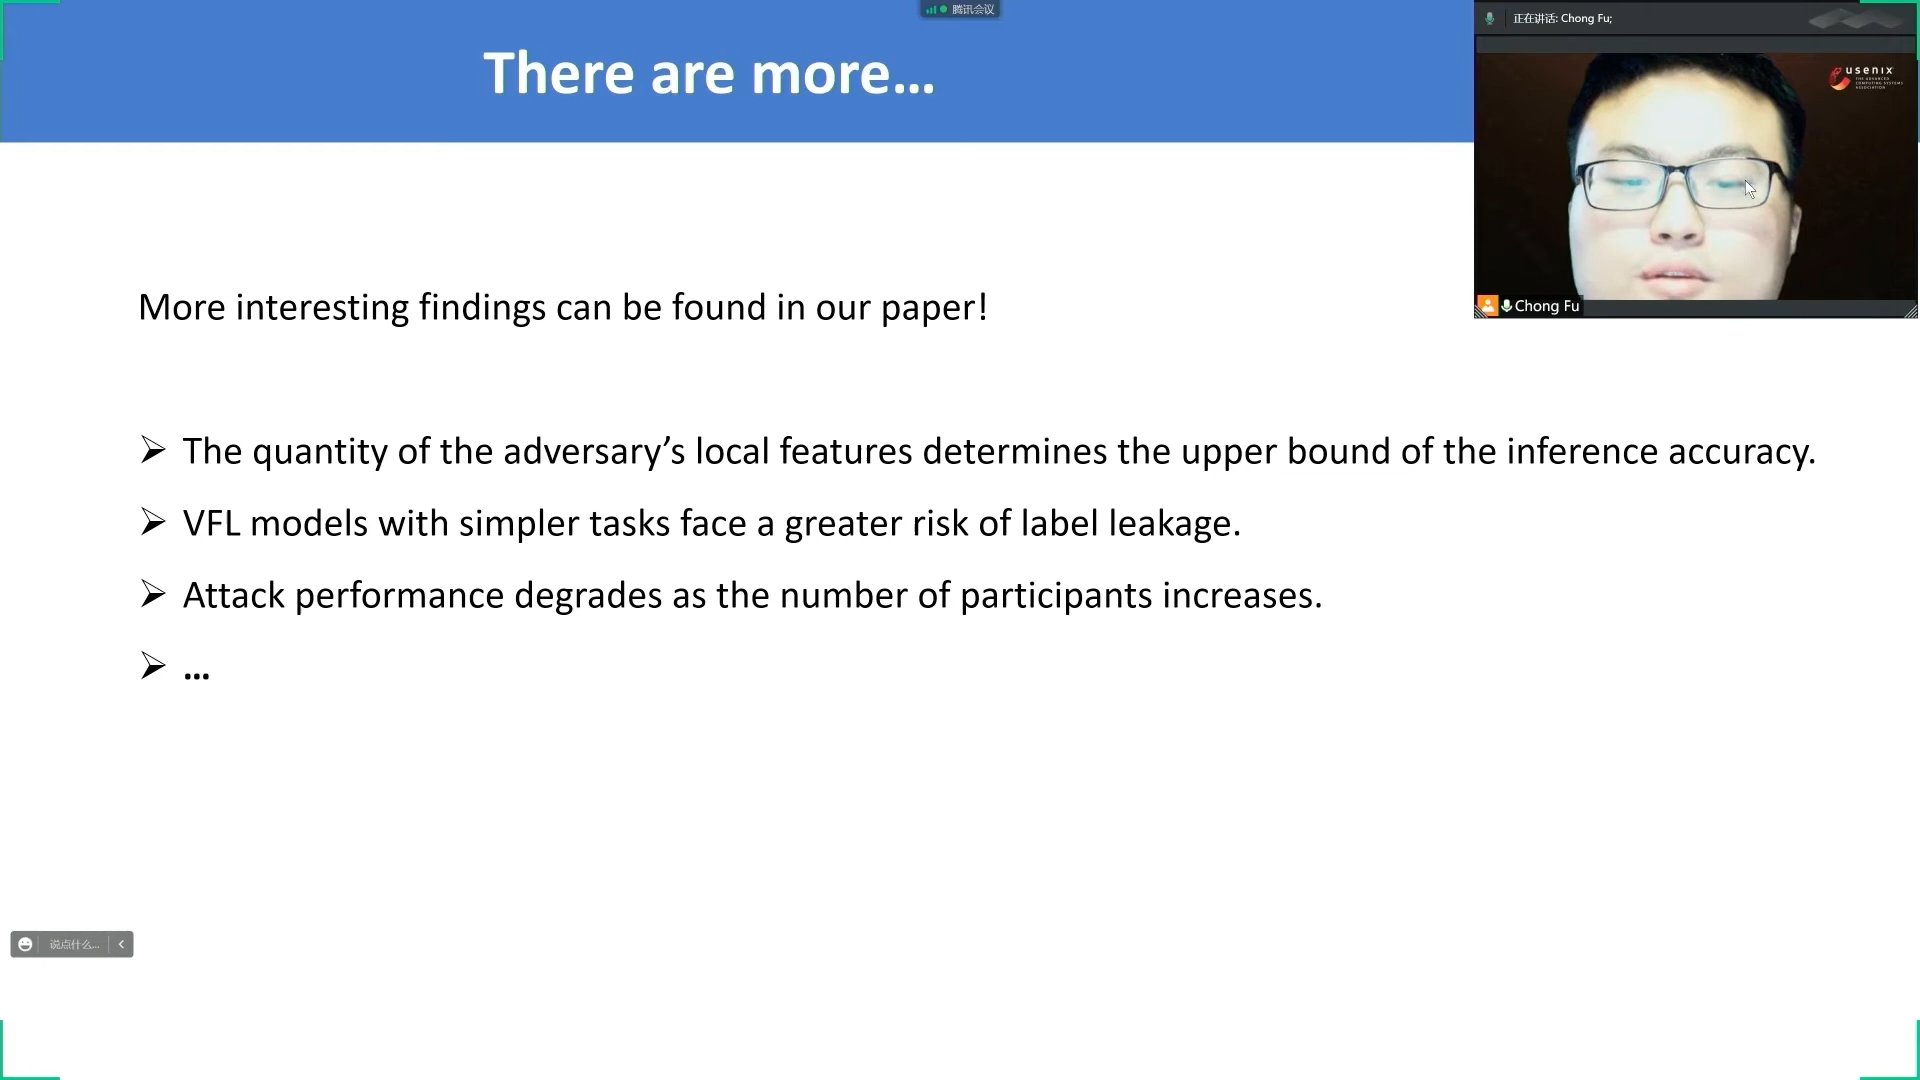 腾讯会议
There are more...
正在讲话: Chong Fu;
usenix
THE ADVANCED
COMPUTING SYSTEMS
ASSOCIATION
Chong Fu
More interesting findings can be found in our paper!
➢ The quantity of the adversary’s local features determines the upper bound of the inference accuracy.
➢ VFL models with simpler tasks face a greater risk of label leakage.
➢ Attack performance degrades as the number of participants increases.
➢ ...
说点什么...